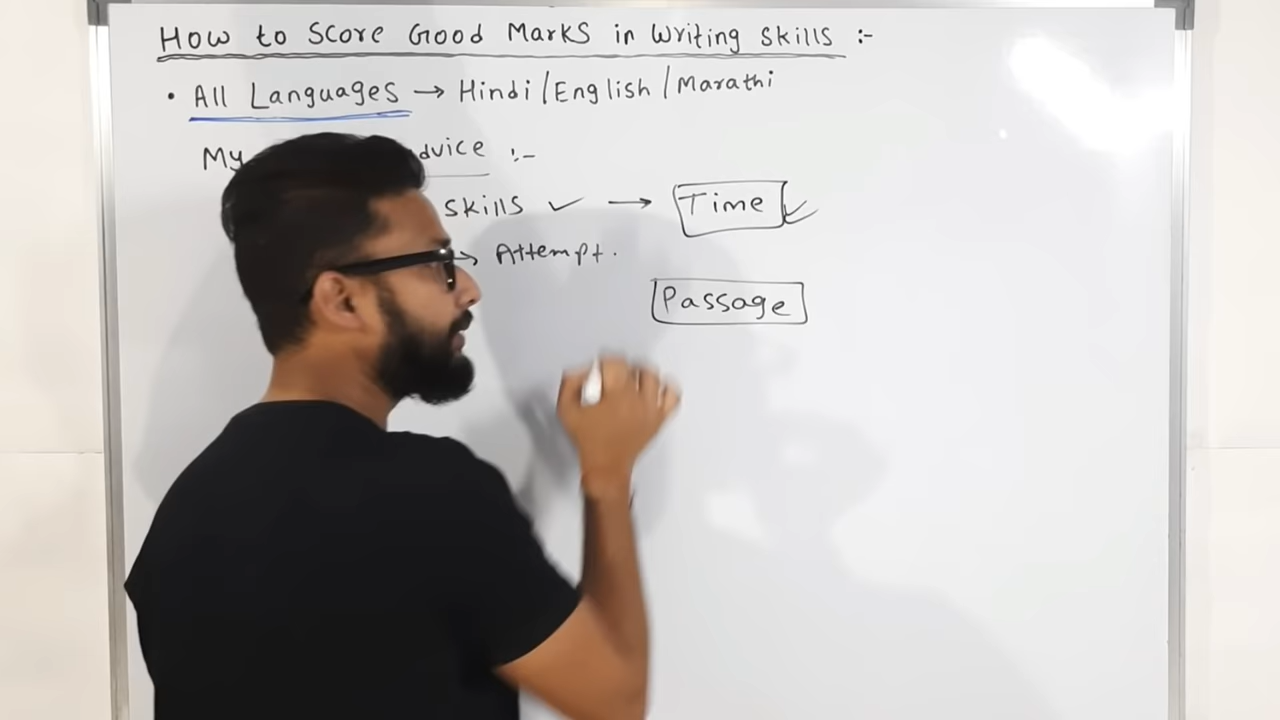 How to Score Good Marks in Writing Skills :-
• All Languages → Hindi/English/Marathi
My dvice :-
Skills ✓ → Time ✓
→ Attempt.
Passage